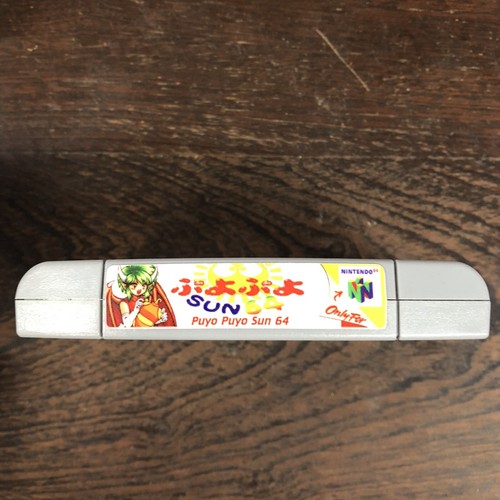 ぷよぷよ
SUN 64
Puyo Puyo Sun 64
NINTENDO64
Only For